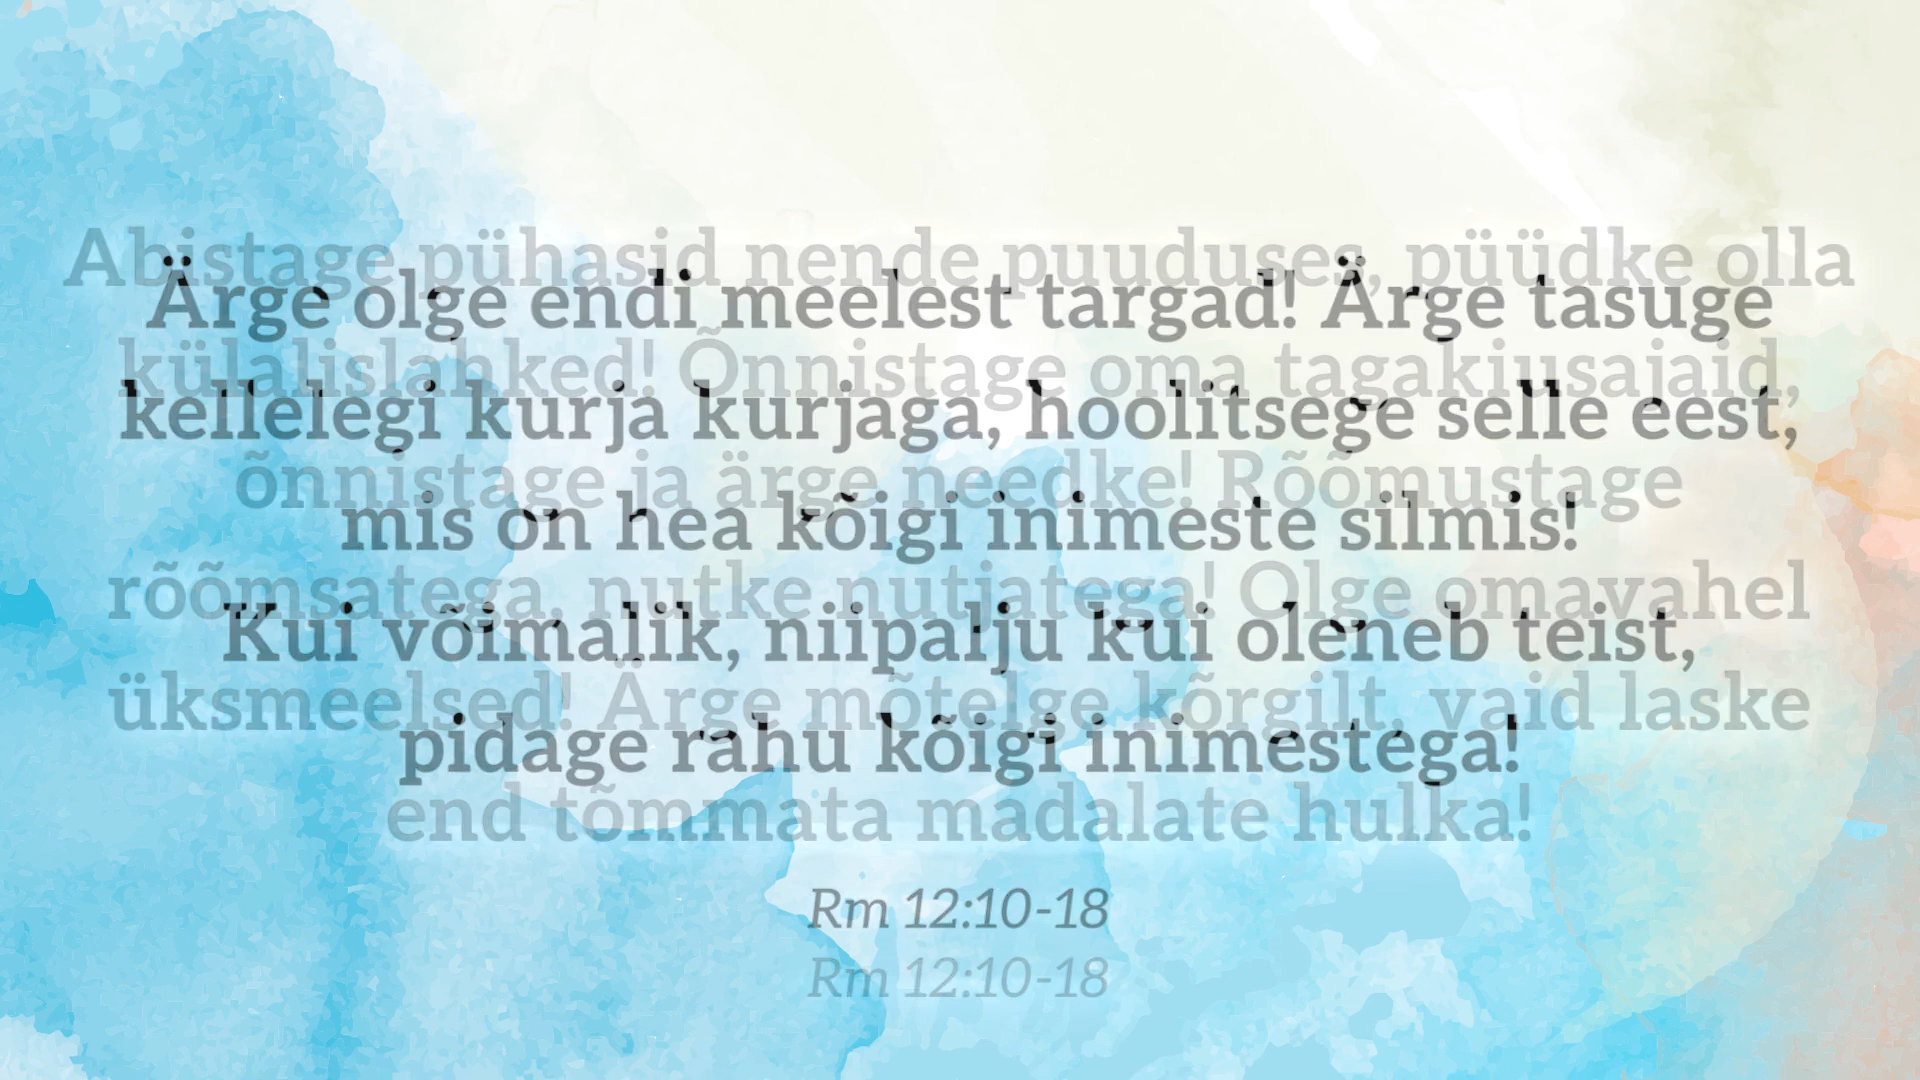 Abistage pühasid nende puuduses, püüdke olla
külalislahked! Õnnistage oma tagakiusajaid,
õnnistage ja ärge needke! Rõõmustage
rõõmsatega, nutke nutjatega! Olge omavahel
üksmeelsed! Ärge mõtelge kõrgilt, vaid laske
end tõmmata madalate hulka!
Rm 12:10-18
Ärge olge endi meelest targad! Ärge tasuge
kellelegi kurja kurjaga, hoolitsege selle eest,
mis on hea kõigi inimeste silmis!
Kui võimalik, niipalju kui oleneb teist,
pidage rahu kõigi inimestega!
Rm 12:10-18